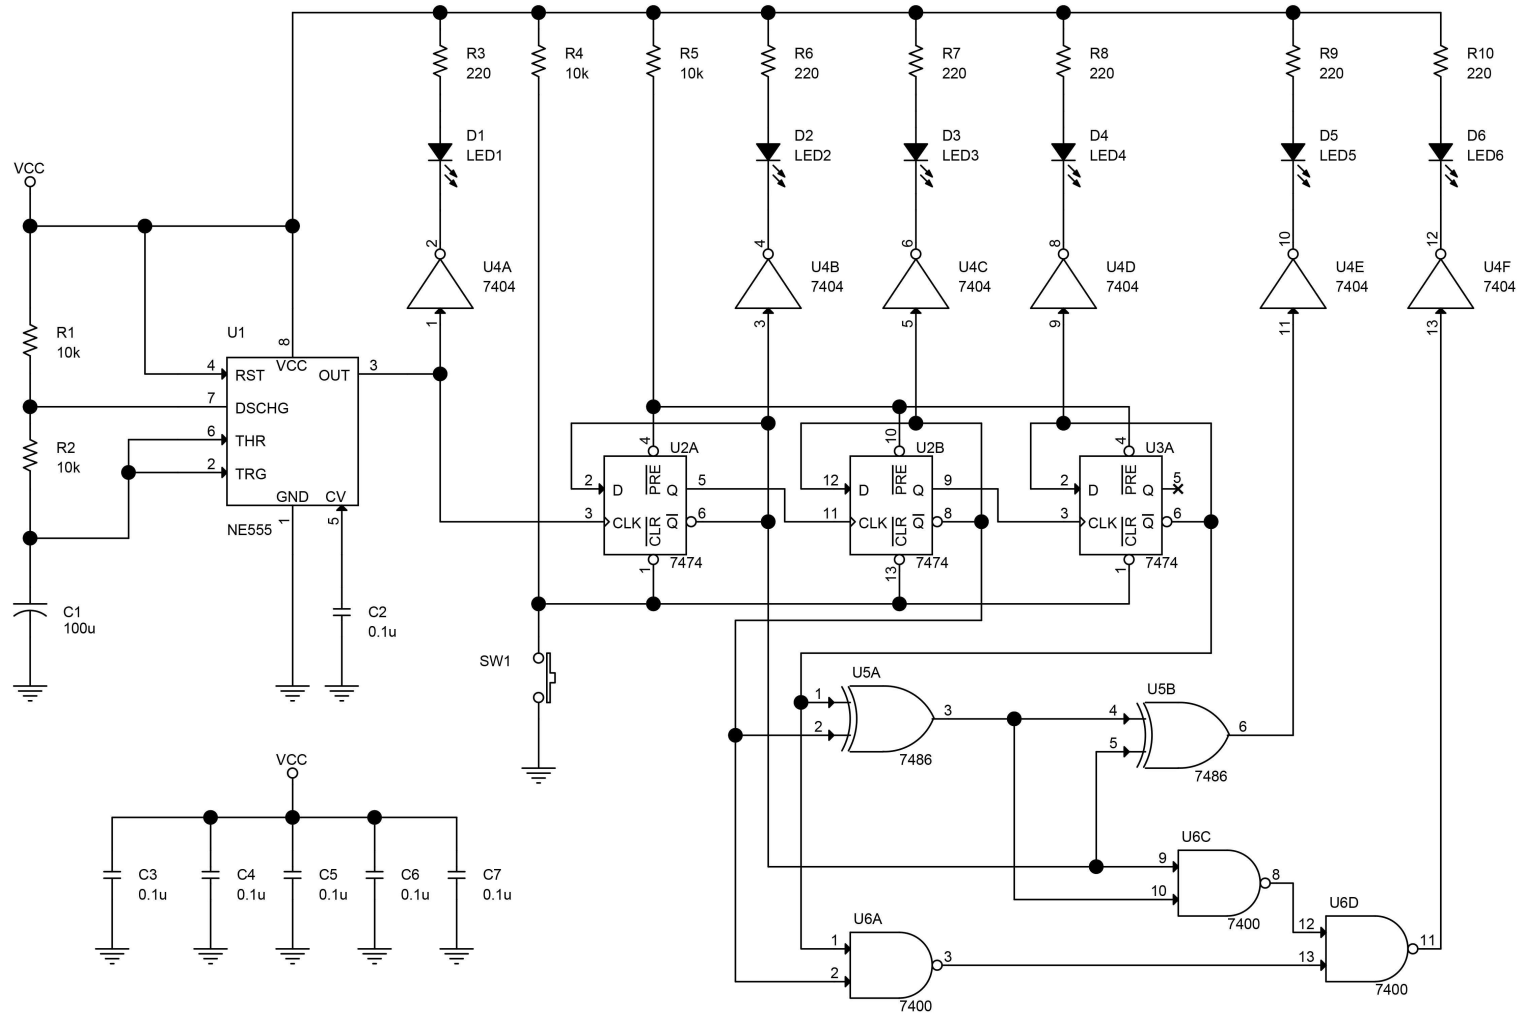 R3
220
R4
10k
R5
10k
R6
220
R7
220
R8
220
R9
220
R10
220
D1
LED1
D2
LED2
D3
LED3
D4
LED4
D5
LED5
D6
LED6
VCC
2
4
6
8
10
12
U4A
7404
U4B
7404
U4C
7404
U4D
7404
U4E
7404
U4F
7404
1
3
5
9
11
13
R1
10k
R2
10k
U1
8
VCC
4
RST
OUT
3
7
DSCHG
6
THR
2
TRG
GND
CV
1
5
NE555
C1
100u
C2
0.1u
4
U2A
2
D
PRE
Q
5
3
CLK
CLR
Q
6
1
7474
10
U2B
12
D
PRE
Q
9
11
CLK
CLR
Q
8
13
7474
4
U3A
2
D
PRE
Q
5
3
CLK
CLR
Q
6
1
7474
SW1
U5A
1
2
3
7486
U5B
4
5
6
7486
VCC
C3
0.1u
C4
0.1u
C5
0.1u
C6
0.1u
C7
0.1u
U6C
9
10
8
7400
U6A
1
2
3
7400
U6D
12
13
11
7400